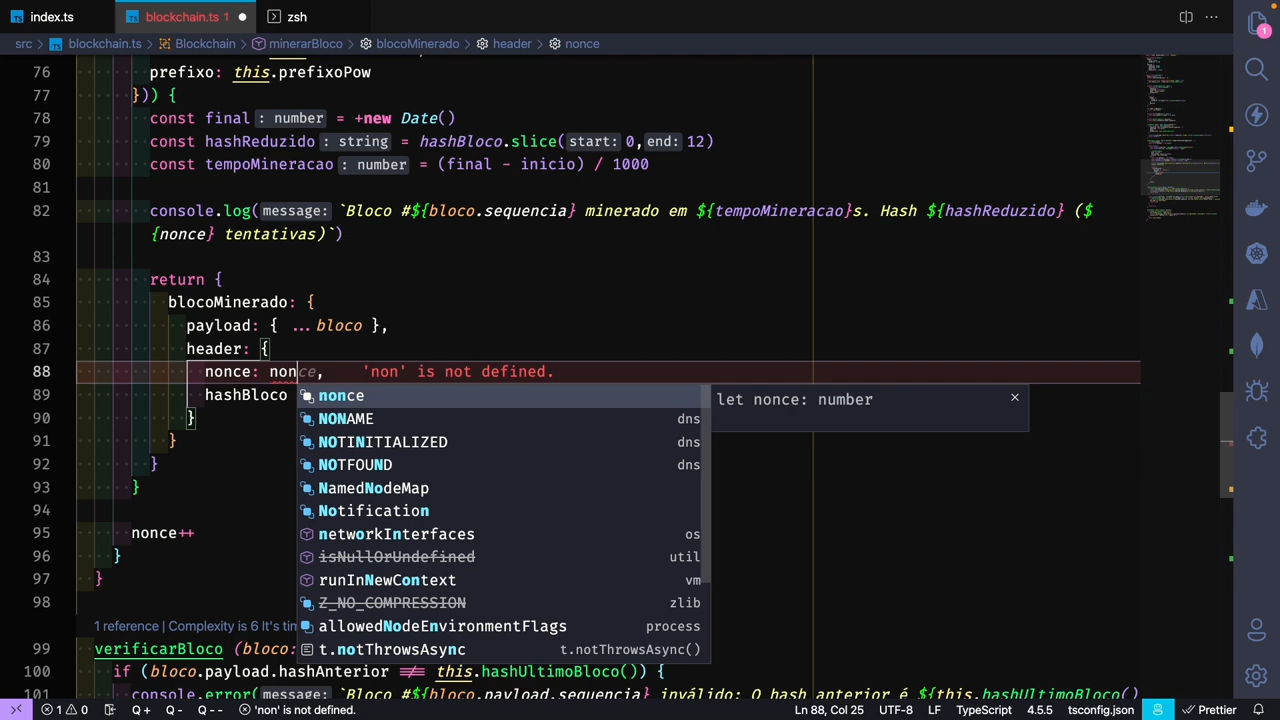 index.ts
blockchain.ts 1
zsh
src > blockchain.ts > Blockchain > minerarBloco > blocoMinerado > header > nonce
76 prefixo: this.prefixoPow
77 })) {
78 const final : number = +new Date()
79 const hashReduzido : string = hashBloco.slice( start: 0, end: 12)
80 const tempoMineracao : number = (final - inicio) / 1000
81
82 console.log( message: `Bloco #${bloco.sequencia} minerado em ${tempoMineracao}s. Hash ${hashReduzido} ($
{nonce} tentativas)`)
83
84 return {
85 blocoMinerado: {
86 payload: { ...bloco },
87 header: {
88 nonce: nonce, 'non' is not defined.
89 hashBloco
90 }
91 }
92 }
93 }
94
95 nonce++
96 }
97 }
98
nonce
let nonce: number
NONAME dns
NOTINITIALIZED dns
NOTFOUND dns
NamedNodeMap
Notification
networkInterfaces os
isNullOrUndefined util
runInNewContext vm
Z_NO_COMPRESSION zlib
allowedNodeEnvironmentFlags process
t.notThrowsAsync t.notThrowsAsync()
1 reference | Complexity is 6 It's tim
99 verificarBloco (bloco:
100 if (bloco.payload.hashAnterior !== this.hashUltimoBloco()) {
101 console.error( message: `Bloco #${bloco.payload.sequencia} inválido: O hash anterior é ${this.hashUltimoBloco()
1
1 0 Q + Q - Q -- 'non' is not defined. Ln 88, Col 25 UTF-8 LF TypeScript 4.5.5 tsconfig.json Prettier